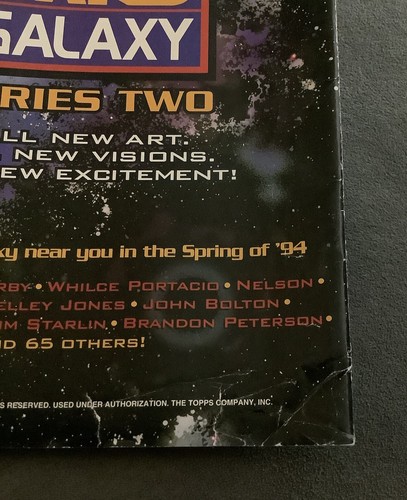 GALAXY
RIES TWO
LL NEW ART.
NEW VISIONS.
EW EXCITEMENT!
ky near you in the Spring of '94
RBY • WHILCE PORTACIO • NELSON •
ELLEY JONES • JOHN BOLTON •
IM STARLIN • BRANDON PETERSON •
ND 65 OTHERS!
S RESERVED. USED UNDER AUTHORIZATION. THE TOPPS COMPANY, INC.